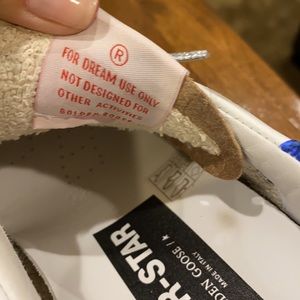 ®
FOR DREAM USE ONLY
NOT DESIGNED FOR
OTHER ACTIVITIES
R-STAR
DEN GOOSE / ★
MADE IN ITALY